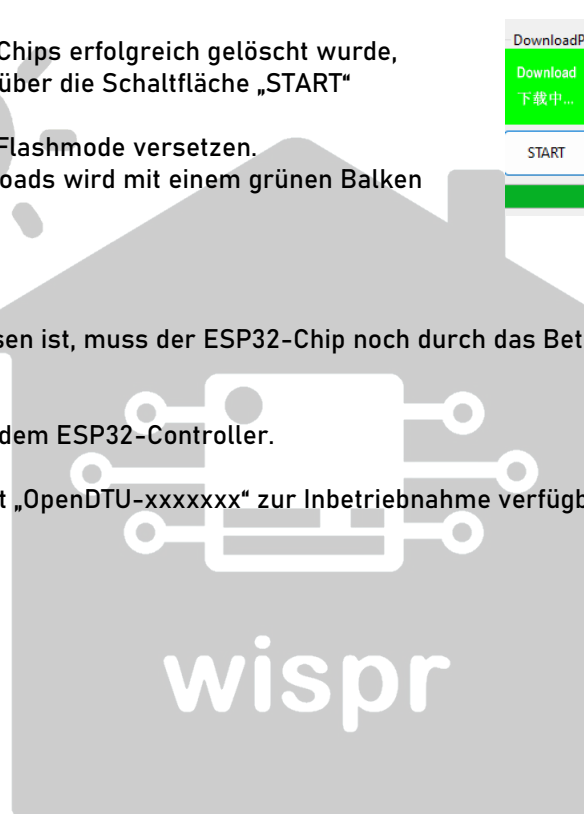 Chips erfolgreich gelöscht wurde,
über die Schaltfläche „START“
Flashmode versetzen.
oads wird mit einem grünen Balken
DownloadP
Download
下载中...
START
sen ist, muss der ESP32-Chip noch durch das Bet
dem ESP32-Controller.
t „OpenDTU-xxxxxxx“ zur Inbetriebnahme verfügb
wispr